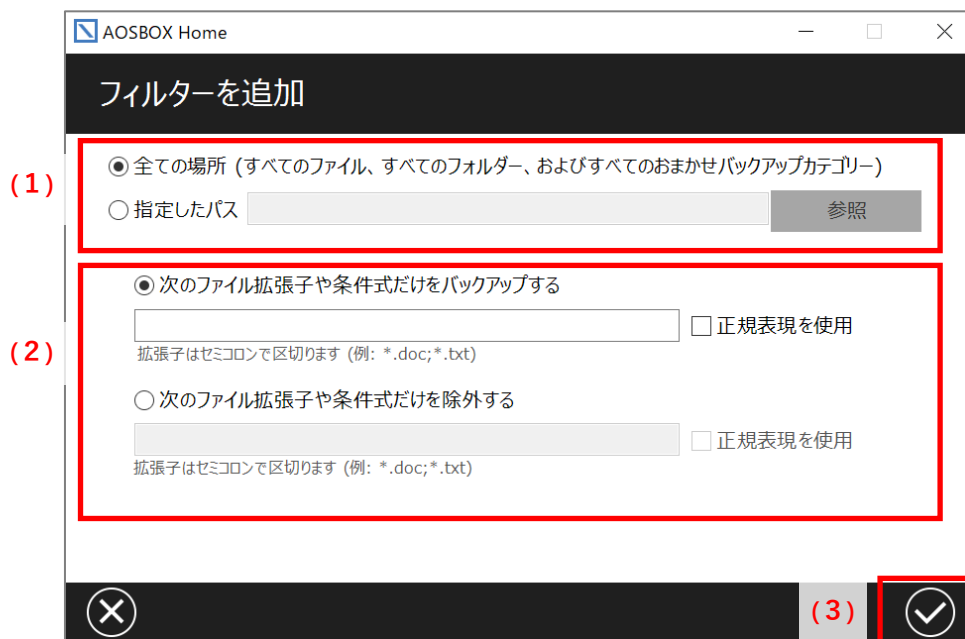 AOSBOX Home
フィルターを追加
(1)
全ての場所 (すべてのファイル、すべてのフォルダー、およびすべてのおまかせバックアップカテゴリー)
指定したパス
参照
(2)
次のファイル拡張子や条件式だけをバックアップする
正規表現を使用
拡張子はセミコロンで区切ります (例: *.doc;*.txt)
次のファイル拡張子や条件式だけを除外する
正規表現を使用
拡張子はセミコロンで区切ります (例: *.doc;*.txt)
(3)